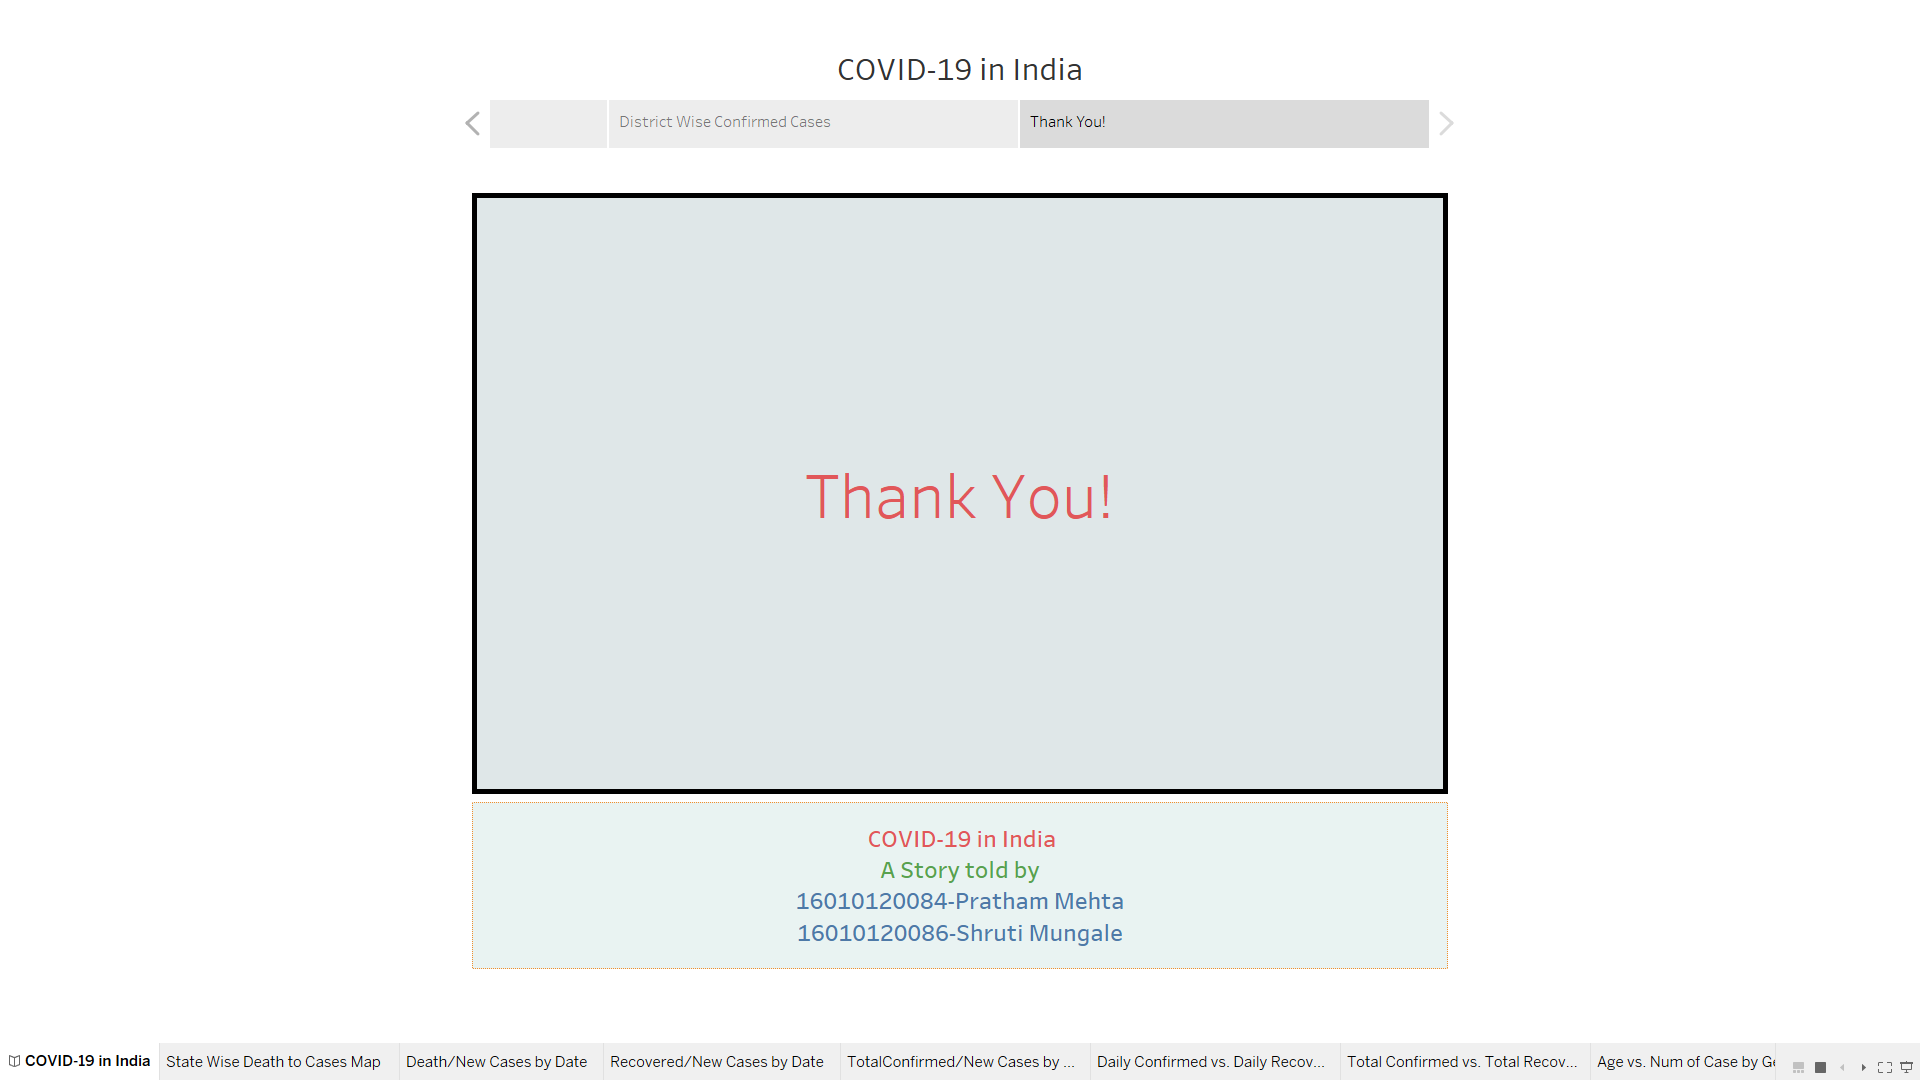 COVID-19 in India
District Wise Confirmed Cases
Thank You!
Thank You!
COVID-19 in India
A Story told by
16010120084-Pratham Mehta
16010120086-Shruti Mungale
COVID-19 in India
State Wise Death to Cases Map
Death/New Cases by Date
Recovered/New Cases by Date
TotalConfirmed/New Cases by ...
Daily Confirmed vs. Daily Recov...
Total Confirmed vs. Total Recov...
Age vs. Num of Case by